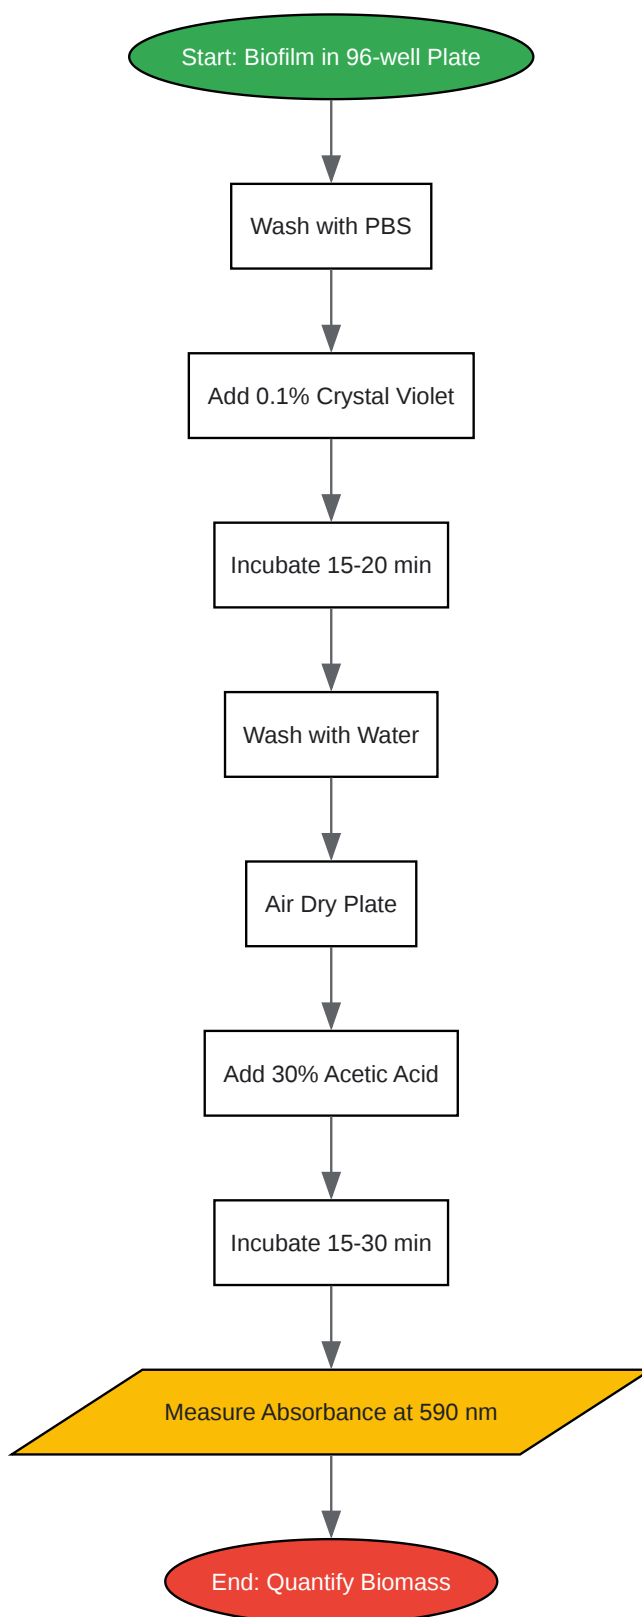 Start: Biofilm in 96-well Plate
Wash with PBS
Add 0.1% Crystal Violet
Incubate 15-20 min
Wash with Water
Air Dry Plate
Add 30% Acetic Acid
Incubate 15-30 min
Measure Absorbance at 590 nm
End: Quantify Biomass